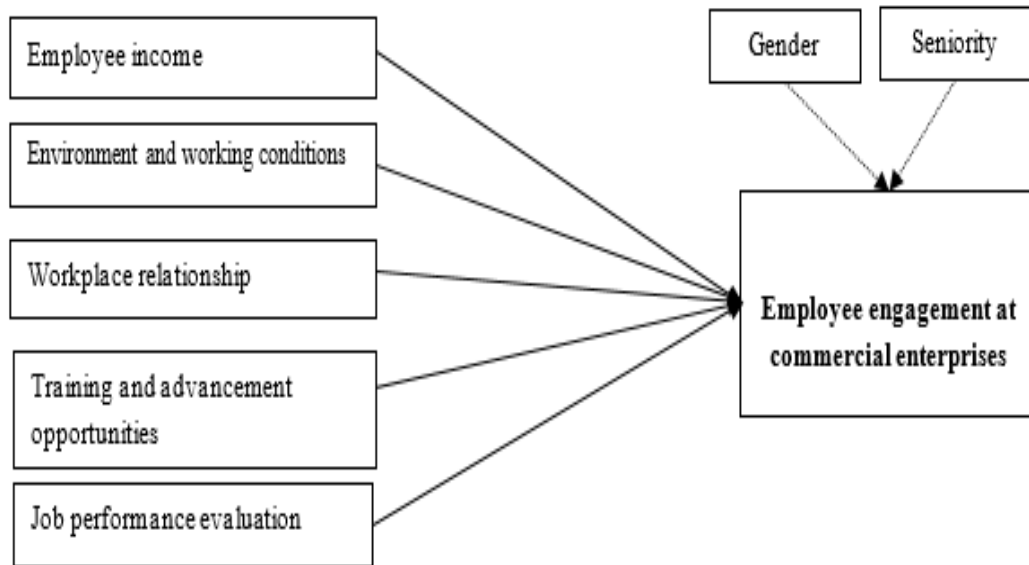 Employee income
Environment and working conditions
Workplace relationship
Training and advancement
opportunities
Job performance evaluation
Gender
Seniority
Employee engagement at
commercial enterprises